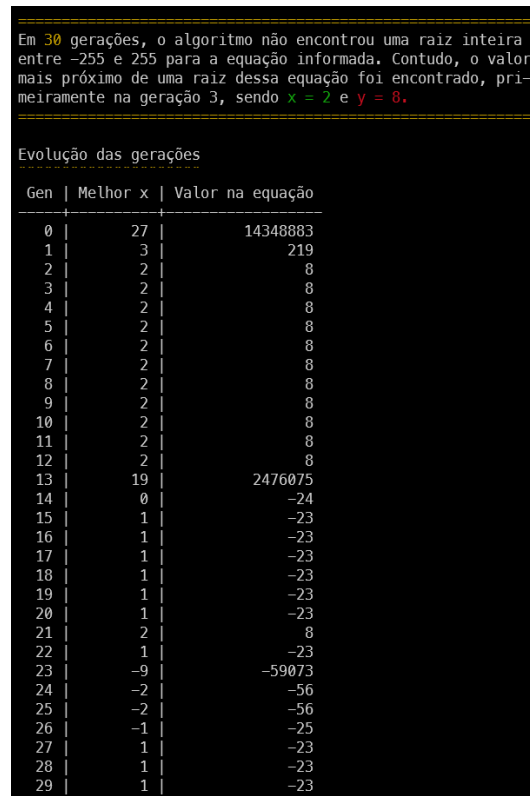 Em 30 gerações, o algoritmo não encontrou uma raiz inteira
entre -255 e 255 para a equação informada. Contudo, o valor
mais próximo de uma raiz dessa equação foi encontrado, pri-
meiramente na geração 3, sendo x = 2 e y = 8.
Evolução das gerações
Gen | Melhor x | Valor na equação
0 | 27 | 14348883
1 | 3 | 219
2 | 2 | 8
3 | 2 | 8
4 | 2 | 8
5 | 2 | 8
6 | 2 | 8
7 | 2 | 8
8 | 2 | 8
9 | 2 | 8
10 | 2 | 8
11 | 2 | 8
12 | 2 | 8
13 | 19 | 2476075
14 | 0 | -24
15 | 1 | -23
16 | 1 | -23
17 | 1 | -23
18 | 1 | -23
19 | 1 | -23
20 | 1 | -23
21 | 2 | 8
22 | 1 | -23
23 | -9 | -59073
24 | -2 | -56
25 | -2 | -56
26 | -1 | -25
27 | 1 | -23
28 | 1 | -23
29 | 1 | -23